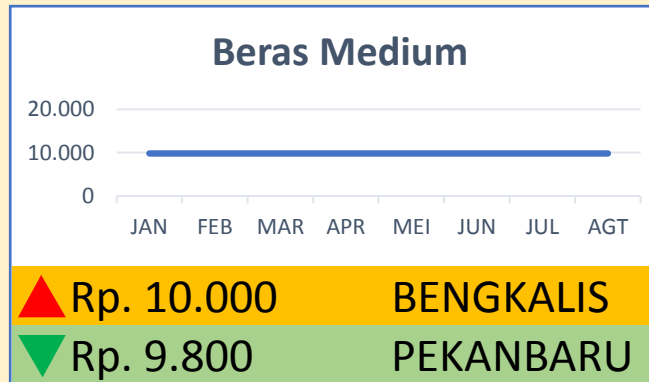 Beras Medium
20.000
10.000
0
JAN FEB MAR APR MEI JUN JUL AGT
Rp. 10.000 BENGKALIS
Rp. 9.800 PEKANBARU